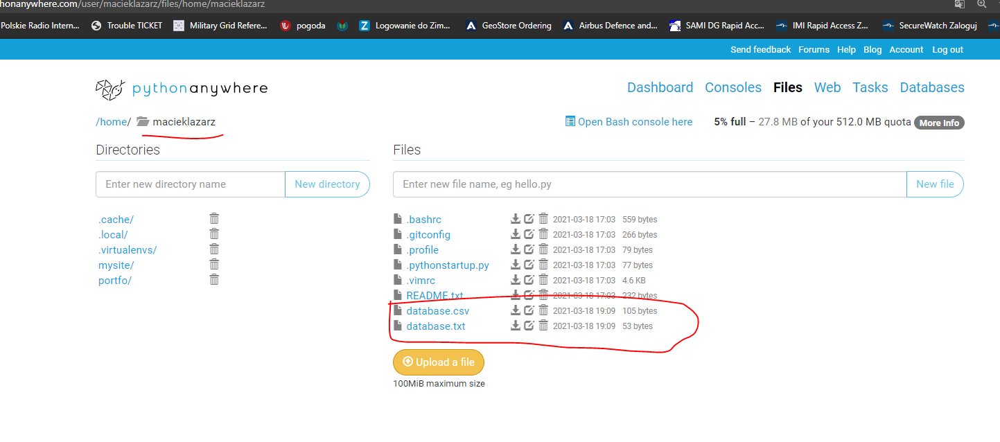 honanywhere.com/user/macieklazarz/files/home/macieklazarz
Polskie Radio Intern... Trouble TICKET Military Grid Refere... pogoda Logowanie do Zim... GeoStore Ordering Airbus Defence and... SAMI DG Rapid Acc... IMI Rapid Access Z... SecureWatch Zaloguj
Send feedback Forums Help Blog Account Log out
pythonanywhere
Dashboard Consoles Files Web Tasks Databases
/home/ macieklazarz
Open Bash console here 5% full – 27.8 MB of your 512.0 MB quota More Info
Directories
Enter new directory name New directory
.cache/
.local/
.virtualenvs/
mysite/
portfo/
Files
Enter new file name, eg hello.py New file
.bashrc 2021-03-18 17:03 559 bytes
.gitconfig 2021-03-18 17:03 266 bytes
.profile 2021-03-18 17:03 79 bytes
.pythonstartup.py 2021-03-18 17:03 77 bytes
.vimrc 2021-03-18 17:03 4.6 KB
README.txt 2021-03-18 17:03 232 bytes
database.csv 2021-03-18 19:09 105 bytes
database.txt 2021-03-18 19:09 53 bytes
Upload a file
100MiB maximum size